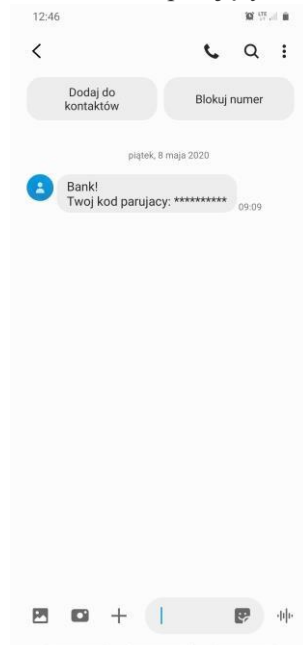 12:46
Dodaj do
kontaktów
Blokuj numer
piątek, 8 maja 2020
Bank!
Twoj kod parujacy: **********
09:09